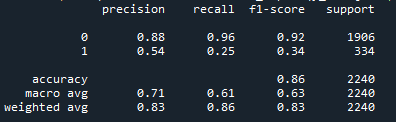 precision recall f1-score support
0 0.88 0.96 0.92 1906
1 0.54 0.25 0.34 334
accuracy 0.86 2240
macro avg 0.71 0.61 0.63 2240
weighted avg 0.83 0.86 0.83 2240